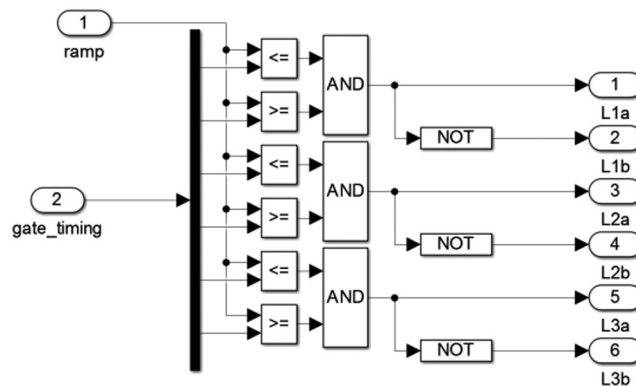 1
ramp
2
gate_timing
<=
>=
AND
<=
>=
AND
<=
>=
AND
NOT
NOT
NOT
1
L1a
2
L1b
3
L2a
4
L2b
5
L3a
6
L3b